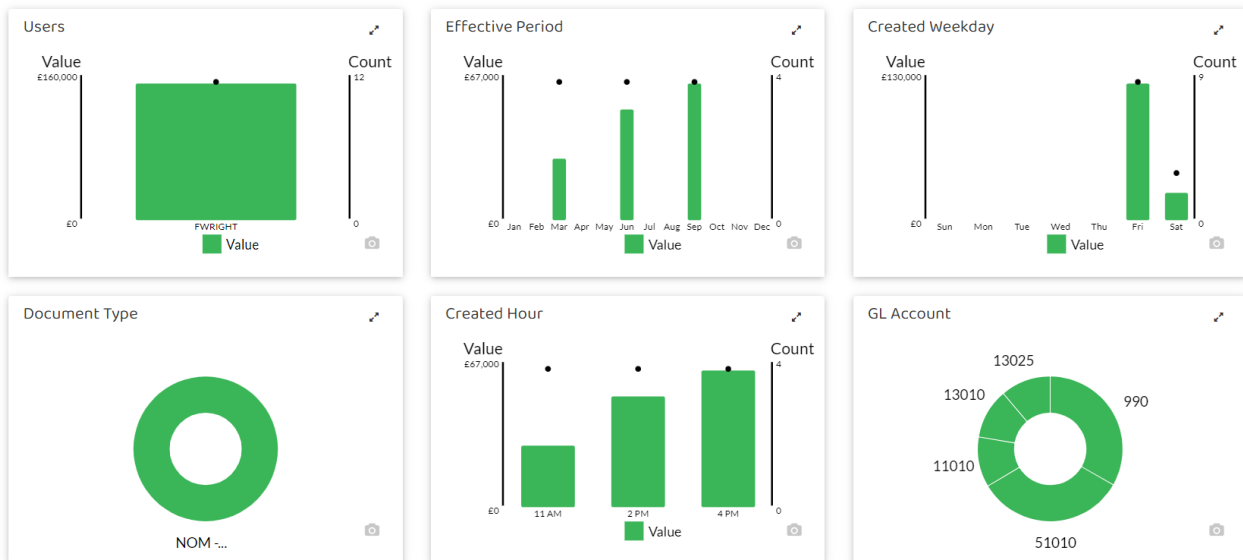 Users
Value
Count
£160,000
12
£0
0
FWRIGHT
Value
Effective Period
Value
Count
£67,000
4
£0
0
Jan Feb Mar Apr May Jun Jul Aug Sep Oct Nov Dec
Value
Created Weekday
Value
Count
£130,000
9
£0
0
Sun Mon Tue Wed Thu Fri Sat
Value
Document Type
NOM -...
Created Hour
Value
Count
£67,000
4
£0
0
11 AM 2 PM 4 PM
Value
GL Account
13025
13010
990
11010
51010